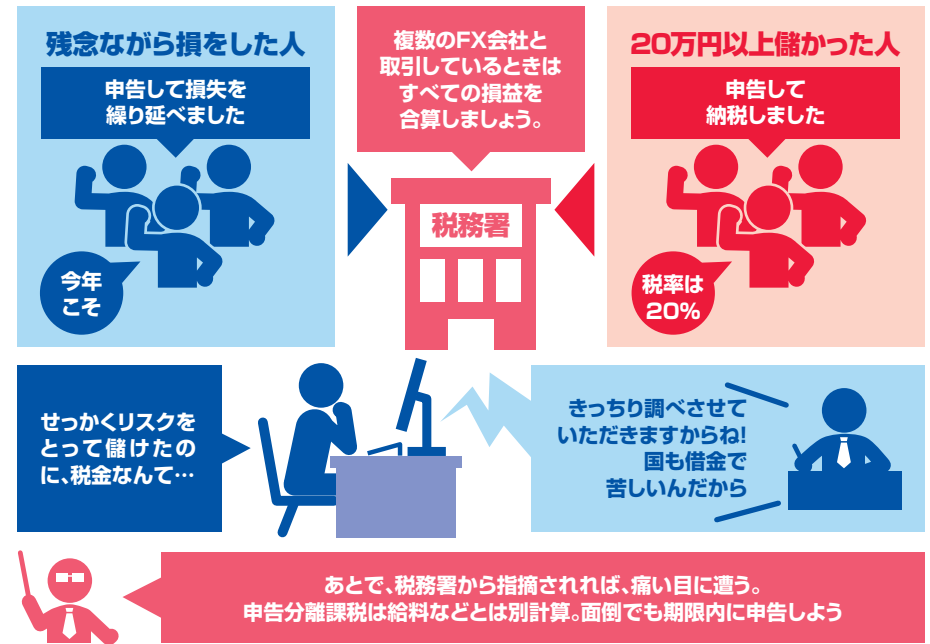 残念ながら損をした人
申告して損失を
繰り延べました
今年
こそ
複数のFX会社と
取引しているときは
すべての損益を
合算しましょう。
税務署
20万円以上儲かった人
申告して
納税しました
税率は
20%
せっかくリスクを
とって儲けたの
に、税金なんて…
きっちり調べさせて
いただきますからね!
国も借金で
苦しいんだから
あとで、税務署から指摘されれば、痛い目に遭う。
申告分離課税は給料などとは別計算。面倒でも期限内に申告しよう